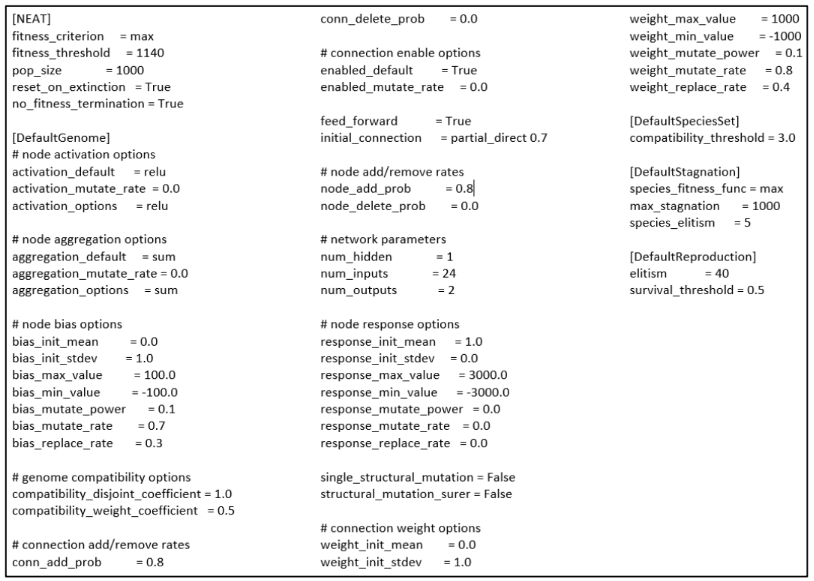 [NEAT]
fitness_criterion = max
fitness_threshold = 1140
pop_size = 1000
reset_on_extinction = True
no_fitness_termination = True

[DefaultGenome]
# node activation options
activation_default = relu
activation_mutate_rate = 0.0
activation_options = relu

# node aggregation options
aggregation_default = sum
aggregation_mutate_rate = 0.0
aggregation_options = sum

# node bias options
bias_init_mean = 0.0
bias_init_stdev = 1.0
bias_max_value = 100.0
bias_min_value = -100.0
bias_mutate_power = 0.1
bias_mutate_rate = 0.7
bias_replace_rate = 0.3

# genome compatibility options
compatibility_disjoint_coefficient = 1.0
compatibility_weight_coefficient = 0.5

# connection add/remove rates
conn_add_prob = 0.8
conn_delete_prob = 0.0

# connection enable options
enabled_default = True
enabled_mutate_rate = 0.0

feed_forward = True
initial_connection = partial_direct 0.7

# node add/remove rates
node_add_prob = 0.8
node_delete_prob = 0.0

# network parameters
num_hidden = 1
num_inputs = 24
num_outputs = 2

# node response options
response_init_mean = 1.0
response_init_stdev = 0.0
response_max_value = 3000.0
response_min_value = -3000.0
response_mutate_power = 0.0
response_mutate_rate = 0.0
response_replace_rate = 0.0

single_structural_mutation = False
structural_mutation_surer = False

# connection weight options
weight_init_mean = 0.0
weight_init_stdev = 1.0
weight_max_value = 1000
weight_min_value = -1000
weight_mutate_power = 0.1
weight_mutate_rate = 0.8
weight_replace_rate = 0.4

[DefaultSpeciesSet]
compatibility_threshold = 3.0

[DefaultStagnation]
species_fitness_func = max
max_stagnation = 1000
species_elitism = 5

[DefaultReproduction]
elitism = 40
survival_threshold = 0.5